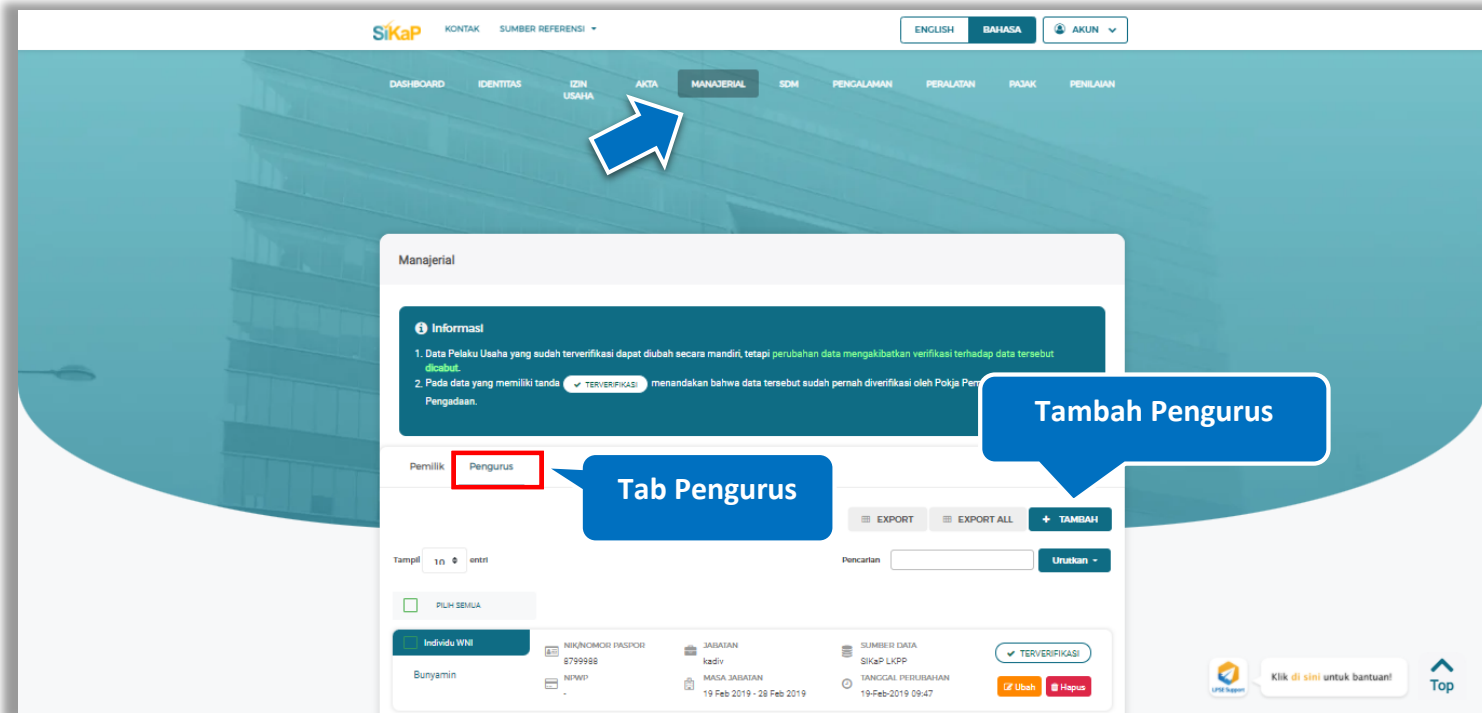 SiKaP KONTAK SUMBER REFERENSI ENGLISH BAHASA AKUN
DASHBOARD IDENTITAS IZIN USAHA AKTA MANAJERIAL SDM PENGALAMAN PERALATAN PAJAK PENILAIAN
Manajerial
Informasi
1. Data Pelaku Usaha yang sudah terverifikasi dapat diubah secara mandiri, tetapi perubahan data mengakibatkan verifikasi terhadap data tersebut
dicabut.
2. Pada data yang memiliki tanda TERVERIFIKASI menandakan bahwa data tersebut sudah pernah diverifikasi oleh Pokja Pem
Pengadaan.
Tambah Pengurus
Pemilik Pengurus
Tab Pengurus
EXPORT EXPORT ALL + TAMBAH
Tampil 10 entri Pencarian Urutkan
PILIH SEMUA
Individu WNI
Bunyamin
NIK/NOMOR PASPOR
8799988
NPWP
-
JABATAN
kadiv
MASA JABATAN
19 Feb 2019 - 28 Feb 2019
SUMBER DATA
SIKaP LKPP
TANGGAL PERUBAHAN
19-Feb-2019 09:47
TERVERIFIKASI
Ubah Hapus
LPSE Support
Klik di sini untuk bantuan!
Top